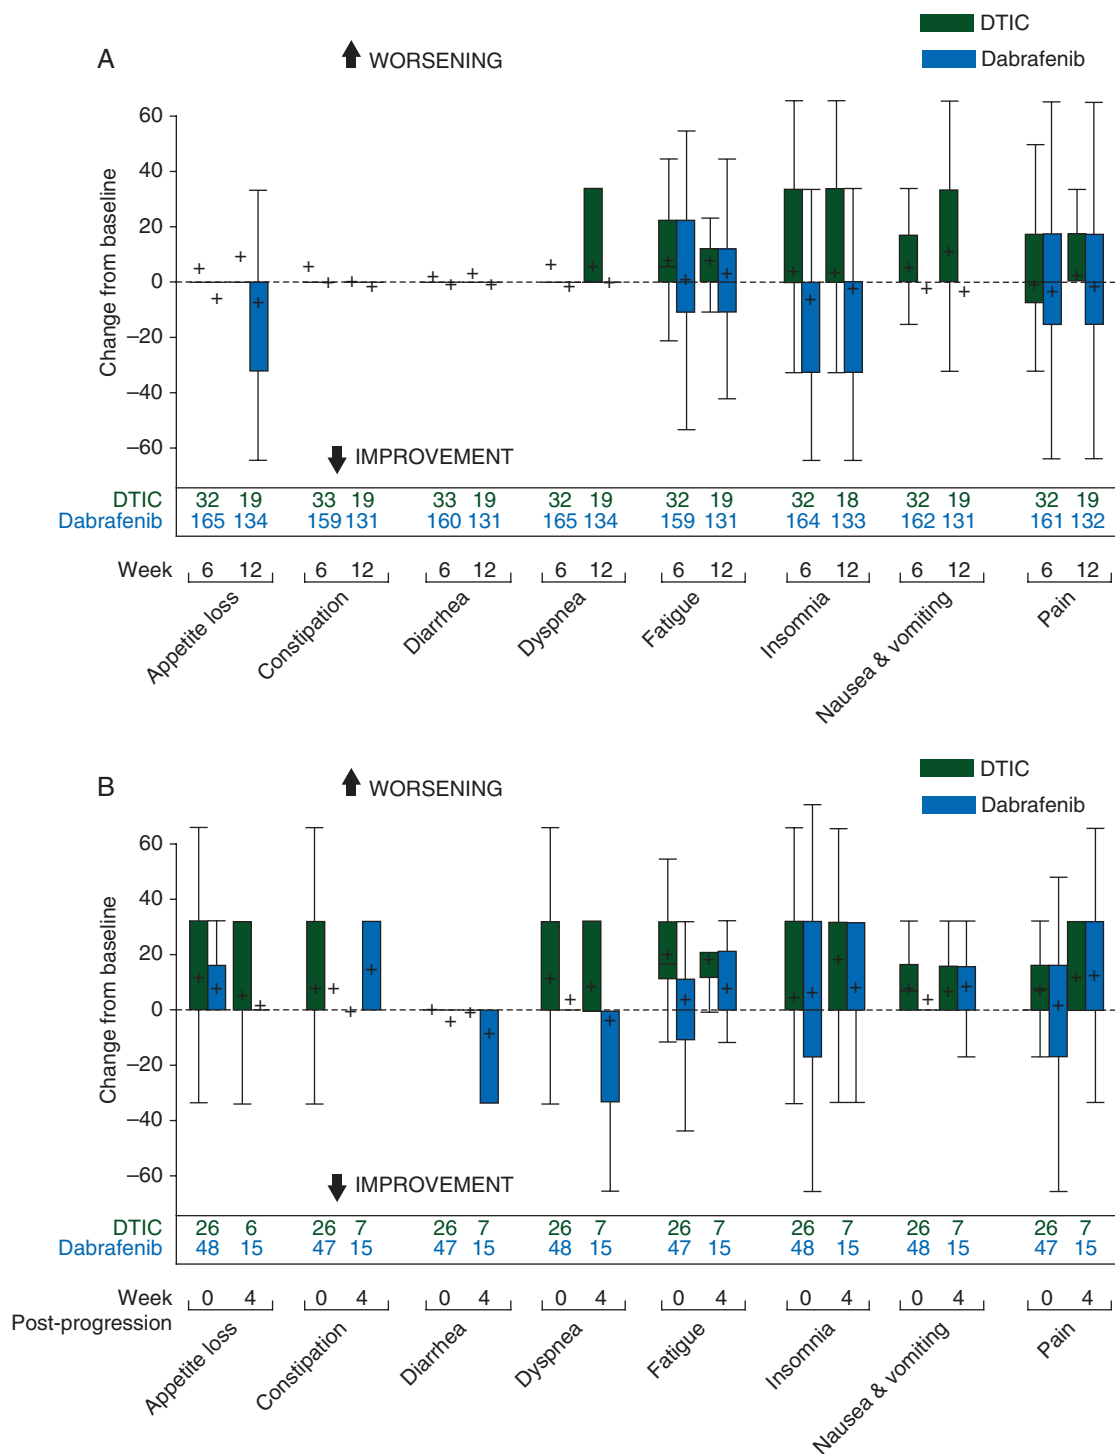 A
WORSENING
DTIC
Dabrafenib
Change from baseline
60
40
20
0
−20
−40
−60
IMPROVEMENT
DTIC 32 19 33 19 33 19 32 19 32 19 32 18 32 19 32 19
Dabrafenib 165 134 159 131 160 131 165 134 159 131 164 133 162 131 161 132
Week 6 12 6 12 6 12 6 12 6 12 6 12 6 12 6 12
Appetite loss
Constipation
Diarrhea
Dyspnea
Fatigue
Insomnia
Nausea & vomiting
Pain
B
WORSENING
DTIC
Dabrafenib
Change from baseline
60
40
20
0
−20
−40
−60
IMPROVEMENT
DTIC 26 6 26 7 26 7 26 7 26 7 26 7 26 7 26 7
Dabrafenib 48 15 47 15 47 15 48 15 47 15 48 15 48 15 47 15
Week 0 4 0 4 0 4 0 4 0 4 0 4 0 4 0 4
Post-progression
Appetite loss
Constipation
Diarrhea
Dyspnea
Fatigue
Insomnia
Nausea & vomiting
Pain